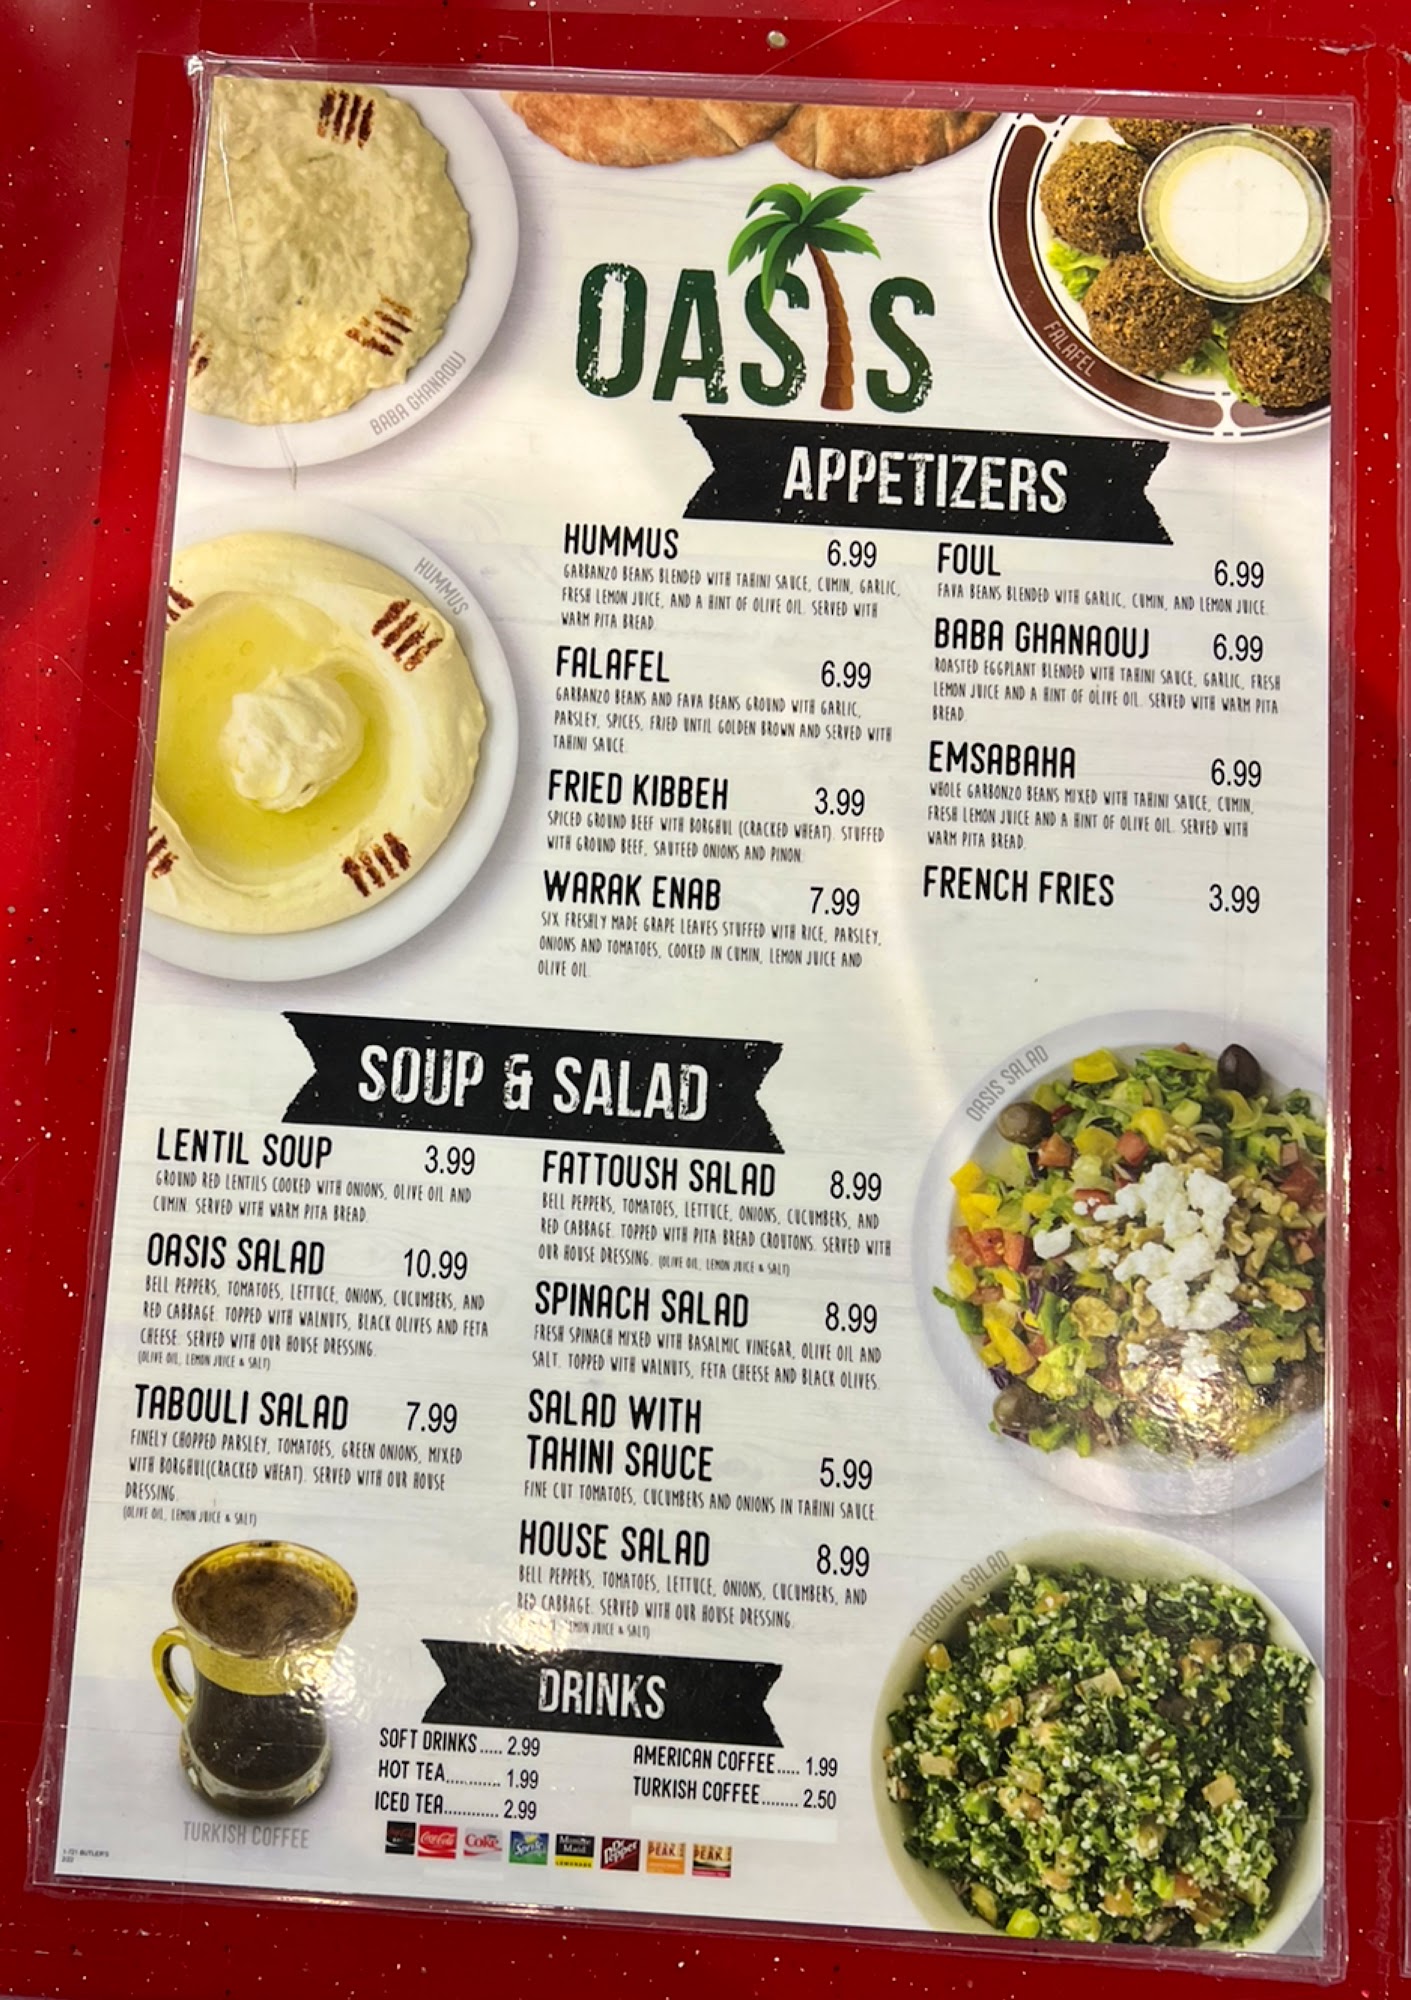 OASIS
BABA GHANAOUJ
FALAFEL
HUMMUS
APPETIZERS
HUMMUS 6.99
GARBANZO BEANS BLENDED WITH TAHINI SAUCE, CUMIN, GARLIC,
FRESH LEMON JUICE, AND A HINT OF OLIVE OIL. SERVED WITH
WARM PITA BREAD.
FALAFEL 6.99
GARBANZO BEANS AND FAVA BEANS GROUND WITH GARLIC,
PARSLEY, SPICES, FRIED UNTIL GOLDEN BROWN AND SERVED WITH
TAHINI SAUCE.
FRIED KIBBEH 3.99
SPICED GROUND BEEF WITH BORGHUL (CRACKED WHEAT). STUFFED
WITH GROUND BEEF, SAUTEED ONIONS AND PINON.
WARAK ENAB 7.99
SIX FRESHLY MADE GRAPE LEAVES STUFFED WITH RICE, PARSLEY,
ONIONS AND TOMATOES, COOKED IN CUMIN, LEMON JUICE AND
OLIVE OIL.
FOUL 6.99
FAVA BEANS BLENDED WITH GARLIC, CUMIN, AND LEMON JUICE.
BABA GHANAOUJ 6.99
ROASTED EGGPLANT BLENDED WITH TAHINI SAUCE, GARLIC, FRESH
LEMON JUICE AND A HINT OF OLIVE OIL. SERVED WITH WARM PITA
BREAD.
EMSABAHA 6.99
WHOLE GARBONZO BEANS MIXED WITH TAHINI SAUCE, CUMIN,
FRESH LEMON JUICE AND A HINT OF OLIVE OIL. SERVED WITH
WARM PITA BREAD.
FRENCH FRIES 3.99
SOUP & SALAD
LENTIL SOUP 3.99
GROUND RED LENTILS COOKED WITH ONIONS, OLIVE OIL AND
CUMIN. SERVED WITH WARM PITA BREAD.
OASIS SALAD 10.99
BELL PEPPERS, TOMATOES, LETTUCE, ONIONS, CUCUMBERS, AND
RED CABBAGE. TOPPED WITH WALNUTS, BLACK OLIVES AND FETA
CHEESE. SERVED WITH OUR HOUSE DRESSING.
(OLIVE OIL, LEMON JUICE & SALT)
TABOULI SALAD 7.99
FINELY CHOPPED PARSLEY, TOMATOES, GREEN ONIONS, MIXED
WITH BORGHUL(CRACKED WHEAT). SERVED WITH OUR HOUSE
DRESSING.
(OLIVE OIL, LEMON JUICE & SALT)
FATTOUSH SALAD 8.99
BELL PEPPERS, TOMATOES, LETTUCE, ONIONS, CUCUMBERS, AND
RED CABBAGE. TOPPED WITH PITA BREAD CROUTONS. SERVED WITH
OUR HOUSE DRESSING. (OLIVE OIL, LEMON JUICE & SALT)
SPINACH SALAD 8.99
FRESH SPINACH MIXED WITH BASALMIC VINEGAR, OLIVE OIL AND
SALT. TOPPED WITH WALNUTS, FETA CHEESE AND BLACK OLIVES.
SALAD WITH
TAHINI SAUCE 5.99
FINE CUT TOMATOES, CUCUMBERS AND ONIONS IN TAHINI SAUCE.
HOUSE SALAD 8.99
BELL PEPPERS, TOMATOES, LETTUCE, ONIONS, CUCUMBERS, AND
RED CABBAGE. SERVED WITH OUR HOUSE DRESSING.
JUICE & SALT)
OASIS SALAD
TABOULI SALAD
DRINKS
SOFT DRINKS..... 2.99
HOT TEA............ 1.99
ICED TEA............ 2.99
AMERICAN COFFEE..... 1.99
TURKISH COFFEE........ 2.50
Coca-Cola Coke Sprite Minute Maid LEMONADE Dr Pepper PEAK PEAK
TURKISH COFFEE